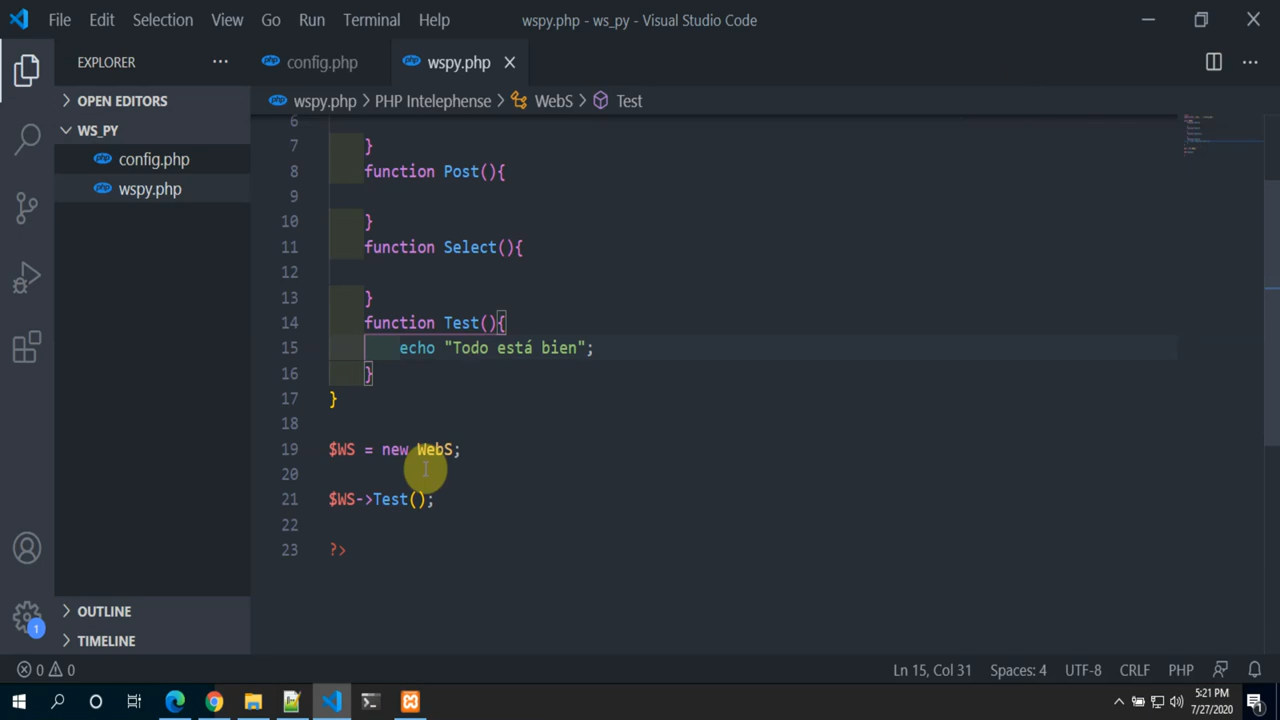 File Edit Selection View Go Run Terminal Help wspy.php - ws_py - Visual Studio Code
EXPLORER
config.php
wspy.php
OPEN EDITORS
WS_PY
config.php
wspy.php
wspy.php > PHP Intelephense > WebS > Test
6
7 }
8 function Post(){
9
10 }
11 function Select(){
12
13 }
14 function Test(){
15 echo "Todo está bien";
16 }
17 }
18
19 $WS = new WebS;
20
21 $WS->Test();
22
23 ?>
OUTLINE
TIMELINE
1
0 0
Ln 15, Col 31 Spaces: 4 UTF-8 CRLF PHP
5:21 PM
7/27/2020
1